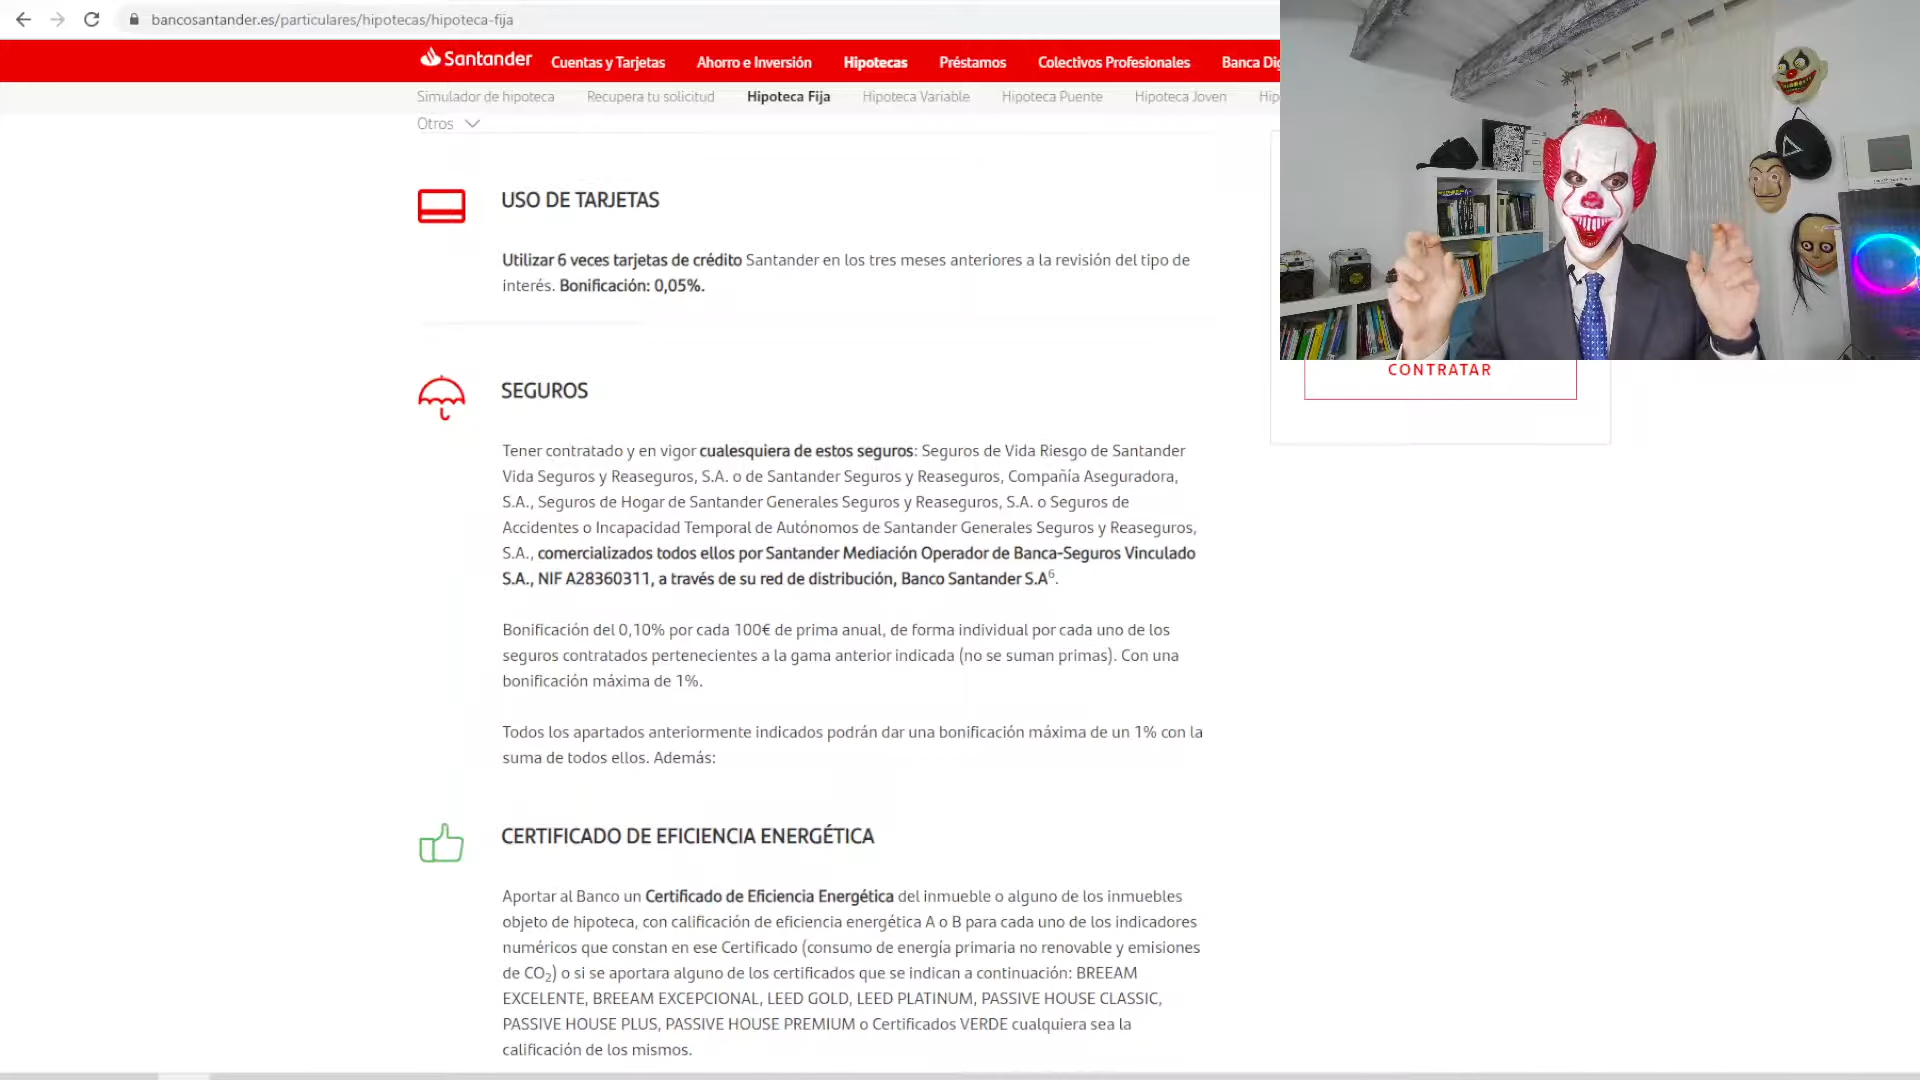 bancosantander.es/particulares/hipotecas/hipoteca-fija
Santander Cuentas y Tarjetas Ahorro e Inversión Hipotecas Préstamos Colectivos Profesionales Banca Dig
Simulador de hipoteca Recupera tu solicitud Hipoteca Fija Hipoteca Variable Hipoteca Puente Hipoteca Joven Hip
Otros
USO DE TARJETAS
Utilizar 6 veces tarjetas de crédito Santander en los tres meses anteriores a la revisión del tipo de
interés. Bonificación: 0,05%.
CONTRATAR
SEGUROS
Tener contratado y en vigor cualesquiera de estos seguros: Seguros de Vida Riesgo de Santander
Vida Seguros y Reaseguros, S.A. o de Santander Seguros y Reaseguros, Compañía Aseguradora,
S.A., Seguros de Hogar de Santander Generales Seguros y Reaseguros, S.A. o Seguros de
Accidentes o Incapacidad Temporal de Autónomos de Santander Generales Seguros y Reaseguros,
S.A., comercializados todos ellos por Santander Mediación Operador de Banca-Seguros Vinculado
S.A., NIF A28360311, a través de su red de distribución, Banco Santander S.A⁶.
Bonificación del 0,10% por cada 100€ de prima anual, de forma individual por cada uno de los
seguros contratados pertenecientes a la gama anterior indicada (no se suman primas). Con una
bonificación máxima de 1%.
Todos los apartados anteriormente indicados podrán dar una bonificación máxima de un 1% con la
suma de todos ellos. Además:
CERTIFICADO DE EFICIENCIA ENERGÉTICA
Aportar al Banco un Certificado de Eficiencia Energética del inmueble o alguno de los inmuebles
objeto de hipoteca, con calificación de eficiencia energética A o B para cada uno de los indicadores
numéricos que constan en ese Certificado (consumo de energía primaria no renovable y emisiones
de CO₂) o si se aportara alguno de los certificados que se indican a continuación: BREEAM
EXCELENTE, BREEAM EXCEPCIONAL, LEED GOLD, LEED PLATINUM, PASSIVE HOUSE CLASSIC,
PASSIVE HOUSE PLUS, PASSIVE HOUSE PREMIUM o Certificados VERDE cualquiera sea la
calificación de los mismos.